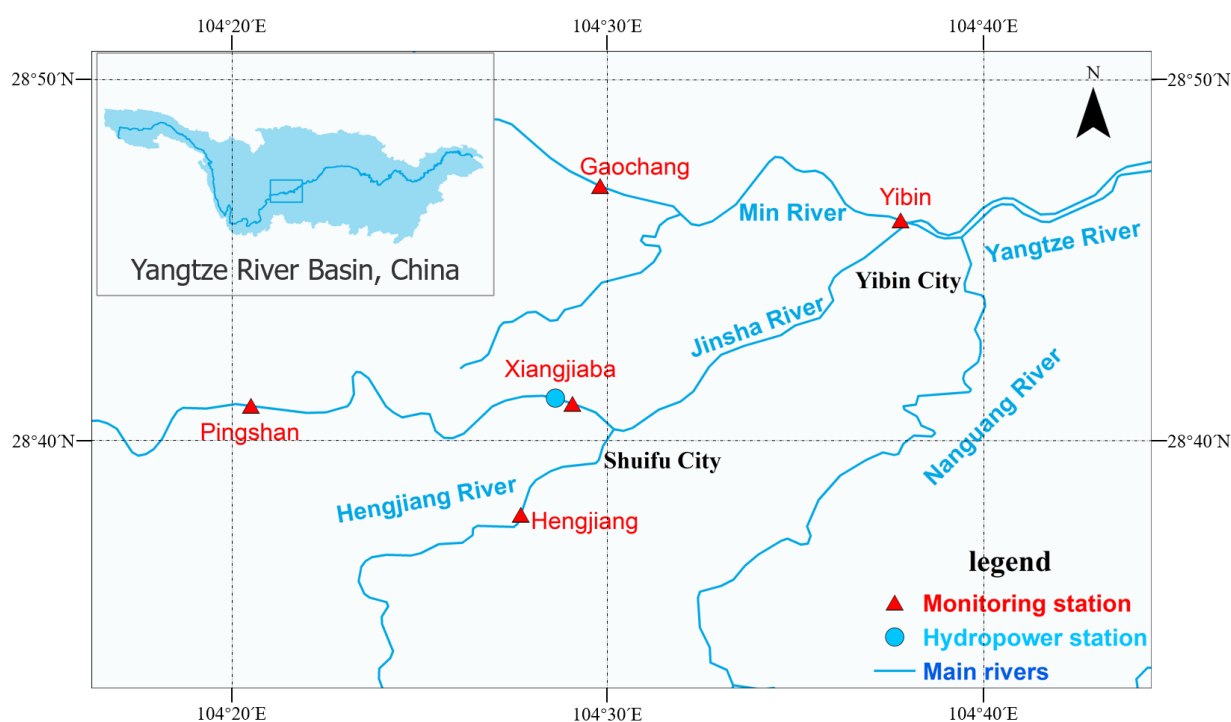 104°20´E
104°30´E
104°40´E
28°50´N
28°50´N
N
Gaochang
Min River
Yibin
Yangtze River
Yangtze River Basin, China
Yibin City
Jinsha River
Xiangjiaba
Nanguang River
Pingshan
28°40´N
28°40´N
Shuifu City
Hengjiang River
Hengjiang
legend
Monitoring station
Hydropower station
Main rivers
104°20´E
104°30´E
104°40´E